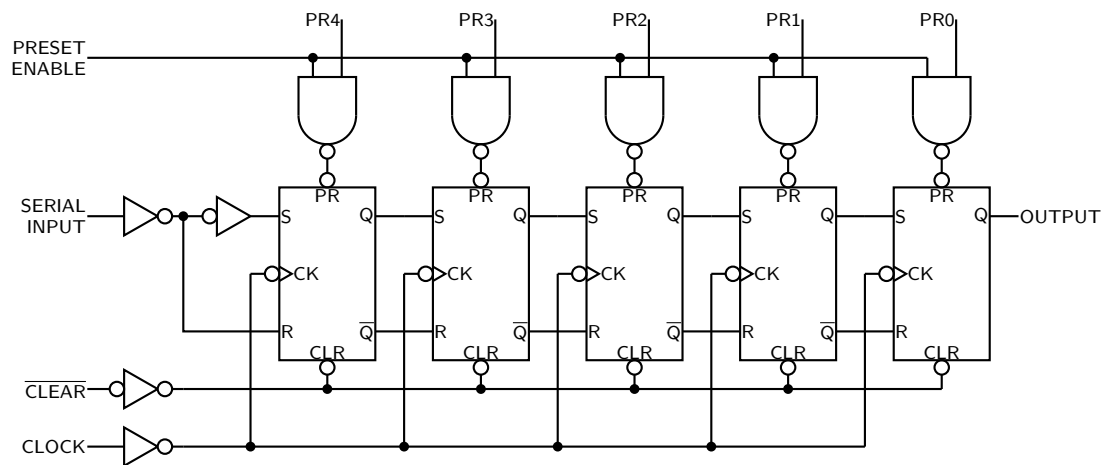 PR4 PR3 PR2 PR1 PR0
PRESET
ENABLE
PR PR PR PR PR
SERIAL
INPUT
S Q S Q S Q S Q S Q OUTPUT
CK CK CK CK CK
R Q̅ R Q̅ R Q̅ R Q̅ R
CLR CLR CLR CLR CLR
C̅L̅E̅A̅R̅
CLOCK